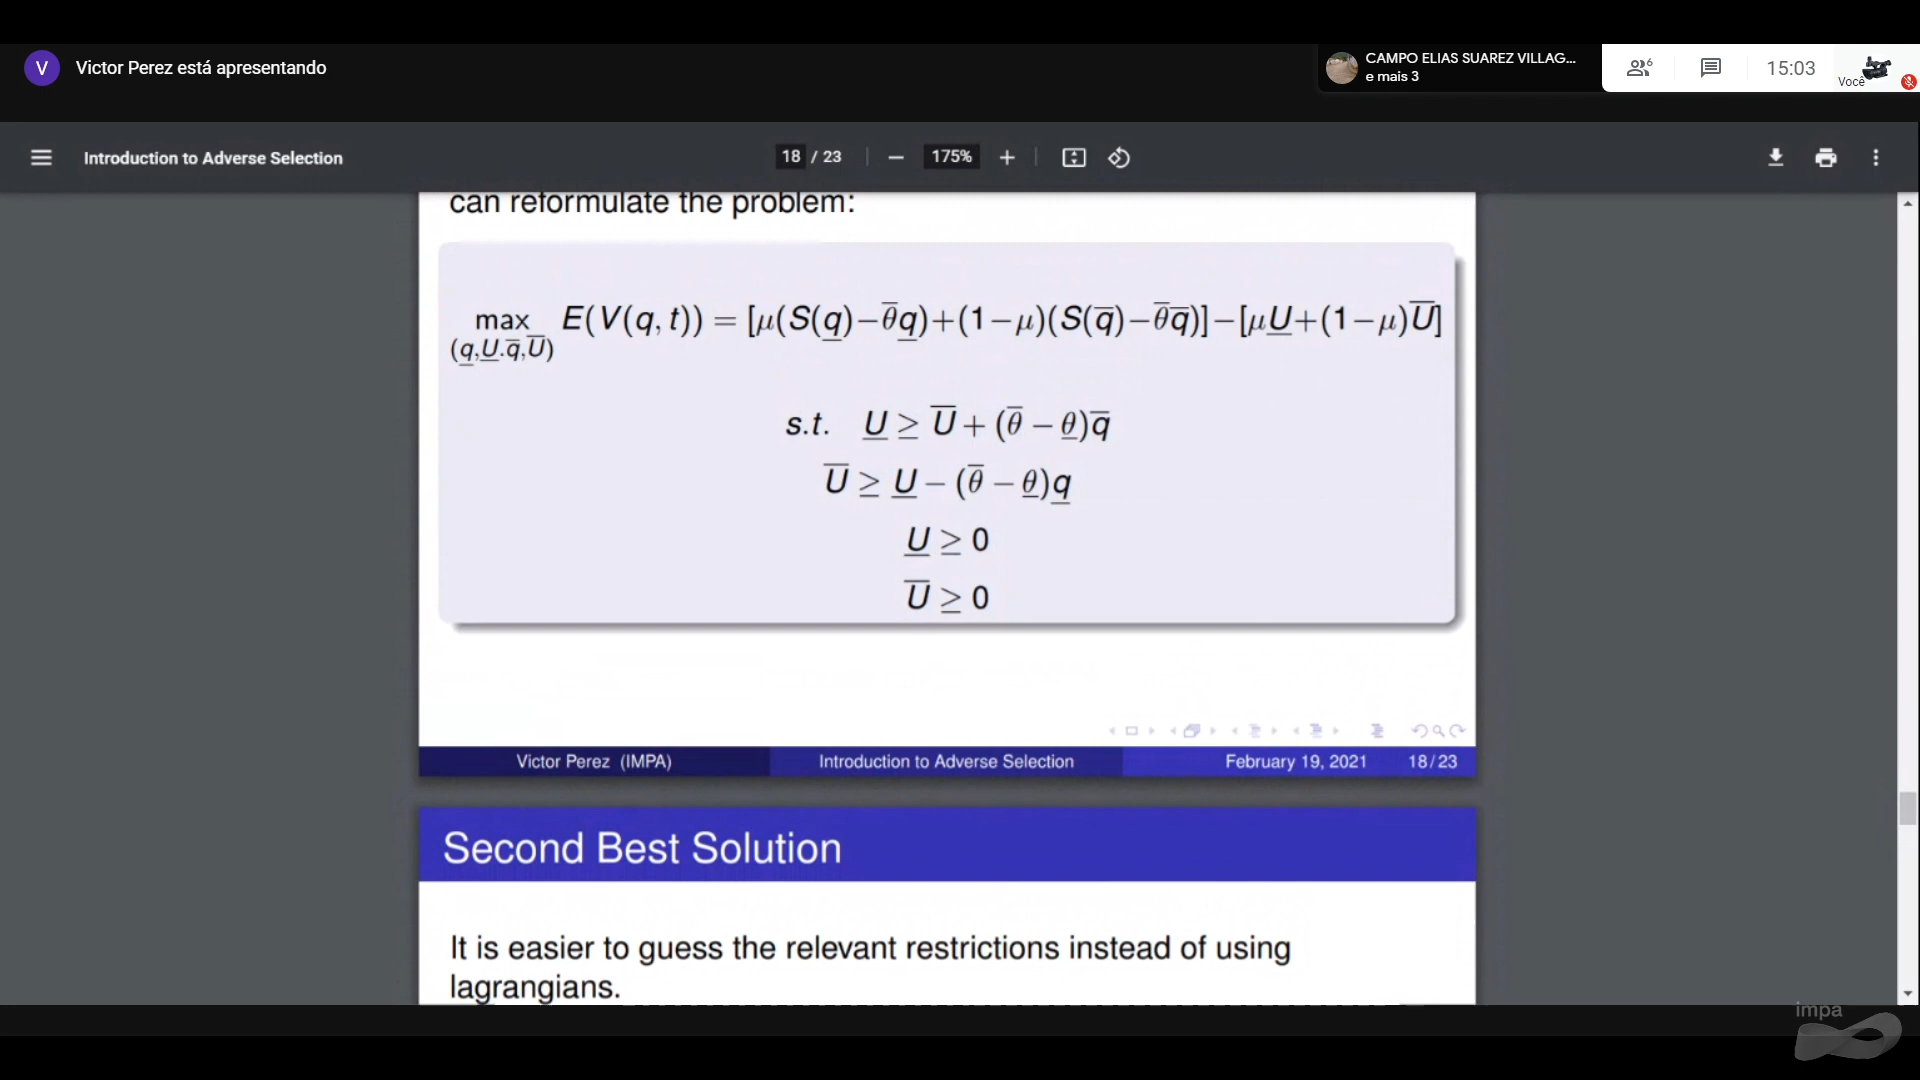 V Victor Perez está apresentando
CAMPO ELIAS SUAREZ VILLAG...
e mais 3
6
15:03
Você
Introduction to Adverse Selection
18 / 23
175%
can reformulate the problem:
max E(V(q, t)) = [μ(S(q̲)−θ̅q̲)+(1−μ)(S(q̅)−θ̅q̅)]−[μU̲+(1−μ)U̅]
(q̲,U̲.q̅,U̅)
s.t. U̲ ≥ U̅ + (θ̅ − θ̲)q̅
U̅ ≥ U̲ − (θ̅ − θ̲)q̲
U̲ ≥ 0
U̅ ≥ 0
Victor Perez (IMPA) Introduction to Adverse Selection February 19, 2021 18/23
Second Best Solution
It is easier to guess the relevant restrictions instead of using
lagrangians.
impa